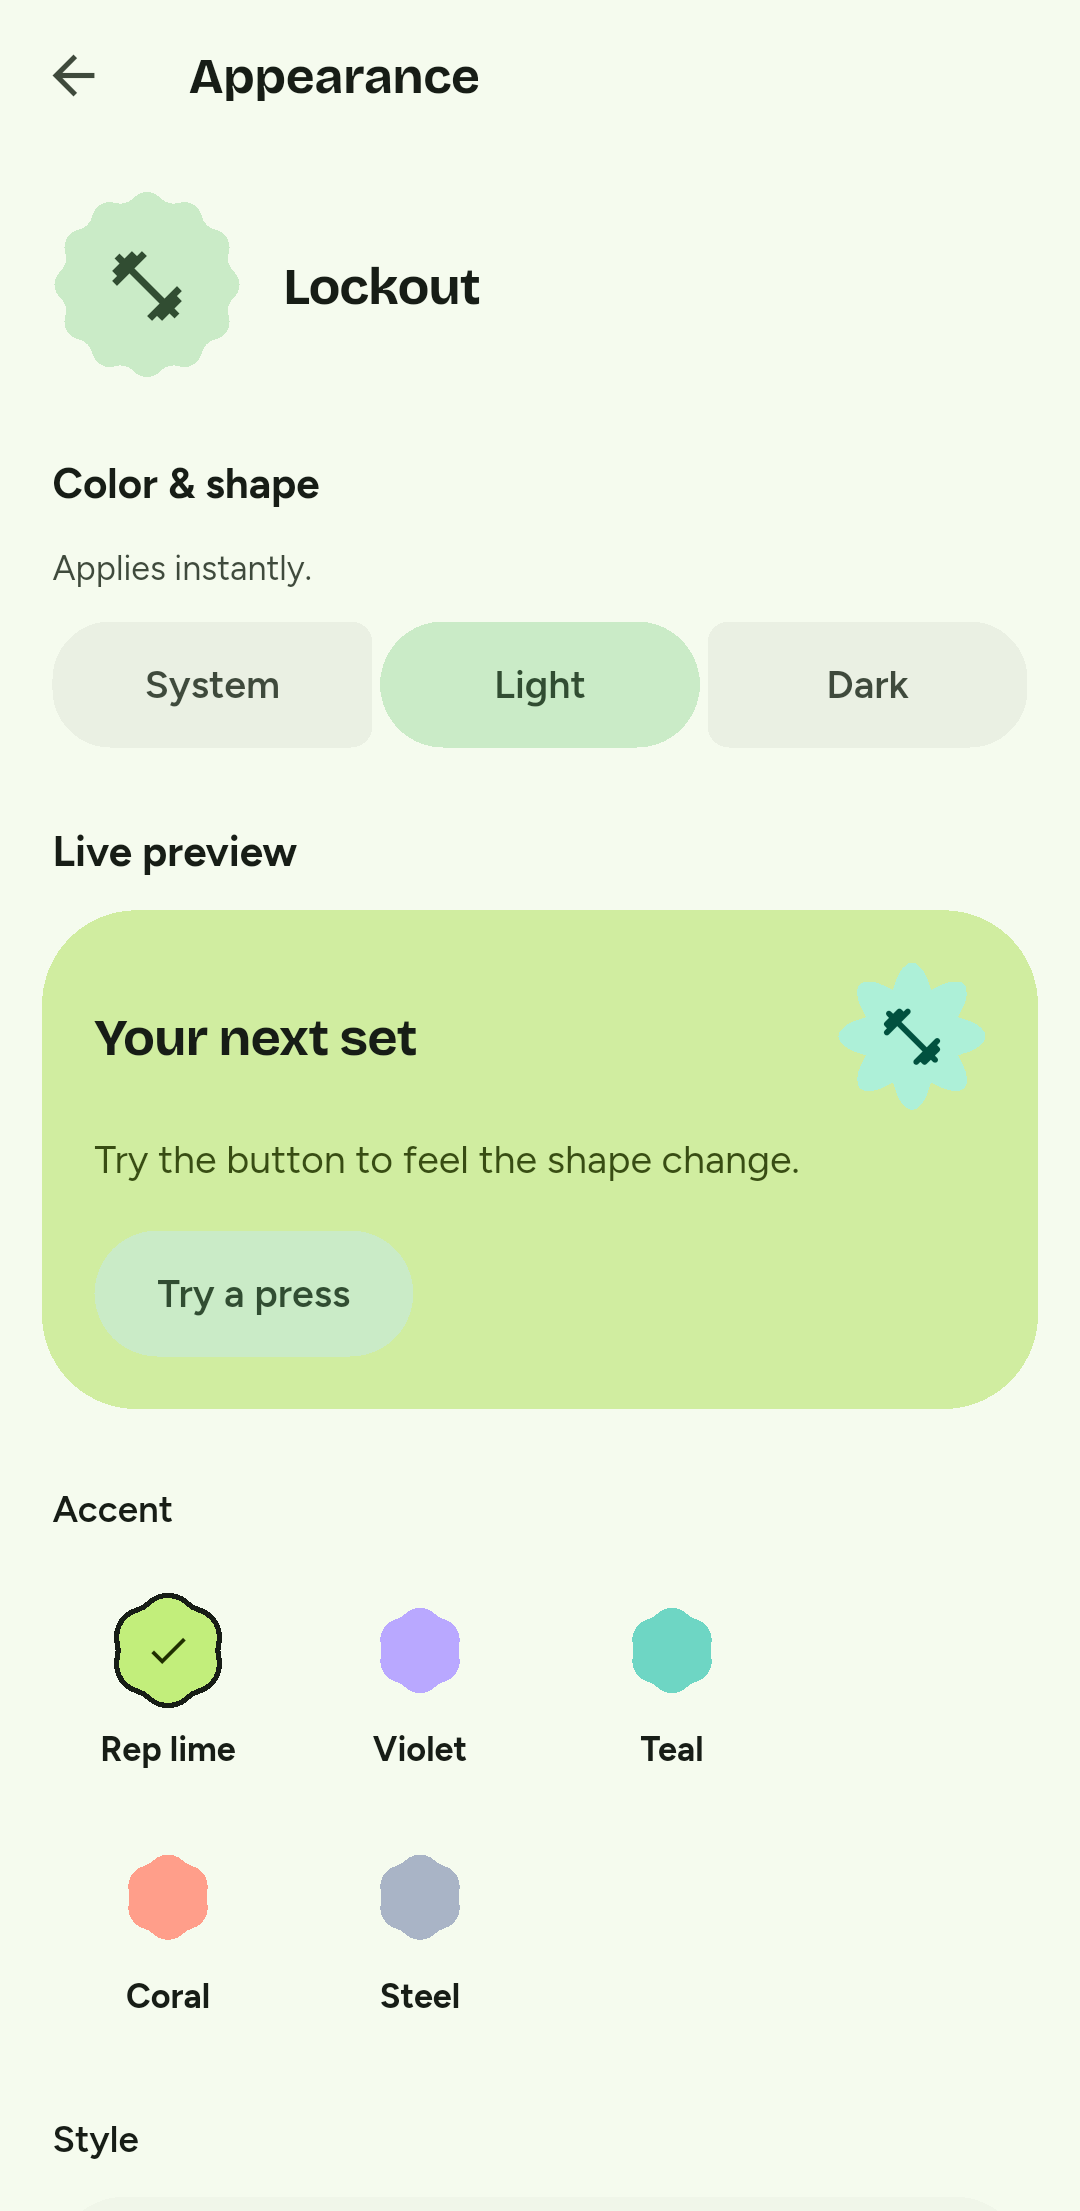 Appearance
Lockout
Color & shape
Applies instantly.
System
Light
Dark
Live preview
Your next set
Try the button to feel the shape change.
Try a press
Accent
Rep lime
Violet
Teal
Coral
Steel
Style